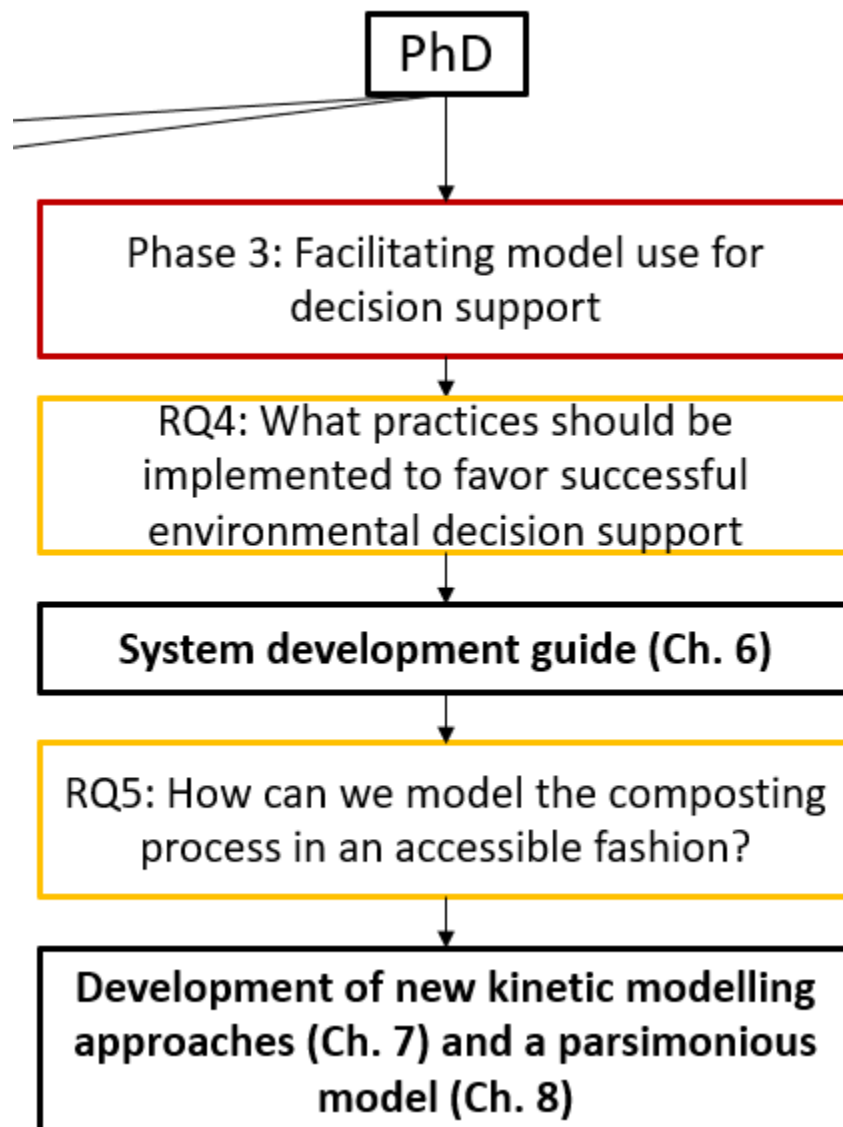 PhD
Phase 3: Facilitating model use for
decision support
RQ4: What practices should be
implemented to favor successful
environmental decision support
System development guide (Ch. 6)
RQ5: How can we model the composting
process in an accessible fashion?
Development of new kinetic modelling
approaches (Ch. 7) and a parsimonious
model (Ch. 8)